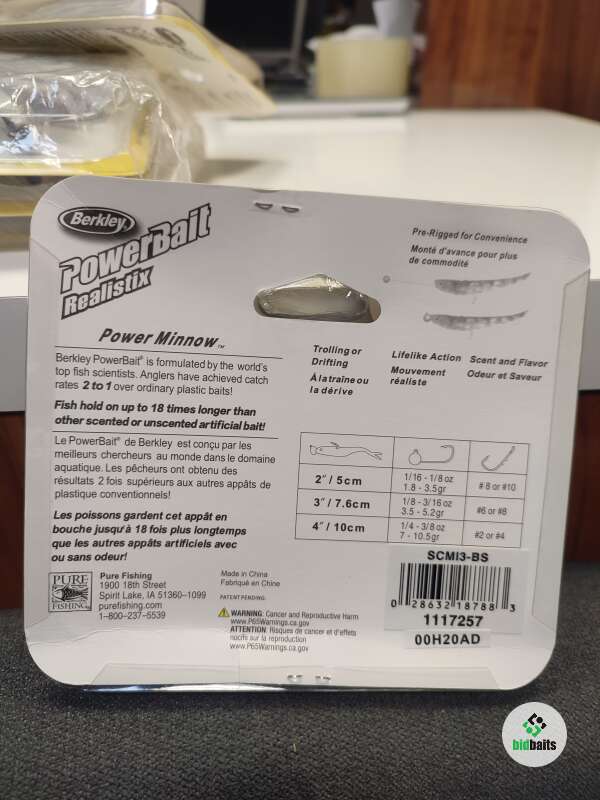 Berkley
PowerBait
Realistix
Power Minnow™
Berkley PowerBait® is formulated by the world's
top fish scientists. Anglers have achieved catch
rates 2 to 1 over ordinary plastic baits!
Fish hold on up to 18 times longer than
other scented or unscented artificial bait!
Le PowerBait® de Berkley est conçu par les
meilleurs chercheurs au monde dans le domaine
aquatique. Les pêcheurs ont obtenu des
résultats 2 fois supérieurs aux autres appâts de
plastique conventionnels!
Les poissons gardent cet appât en
bouche jusqu'à 18 fois plus longtemps
que les autres appâts artificiels avec
ou sans odeur!
Pre-Rigged for Convenience
Monté d'avance pour plus
de commodité
Trolling or
Drifting
À la traîne ou
la dérive
Lifelike Action
Mouvement
réaliste
Scent and Flavor
Odeur et Saveur
2" / 5cm
1/16 - 1/8 oz
1.8 - 3.5gr
# 8 or #10
3" / 7.6cm
1/8 - 3/16 oz
3.5 - 5.2gr
#6 or #8
4" / 10cm
1/4 - 3/8 oz
7 - 10.5gr
#2 or #4
PURE
FISHING
Pure Fishing
1900 18th Street
Spirit Lake, IA 51360-1099
purefishing.com
1-800-237-5539
Made in China
Fabriqué en Chine
PATENT PENDING.
WARNING: Cancer and Reproductive Harm
www.P65Warnings.ca.gov
ATTENTION: Risques de cancer et d'effets
nocifs sur la reproduction
www.P65Warnings.ca.gov
SCMI3-BS
0 28632 18788 3
1117257
00H20AD
bidbaits